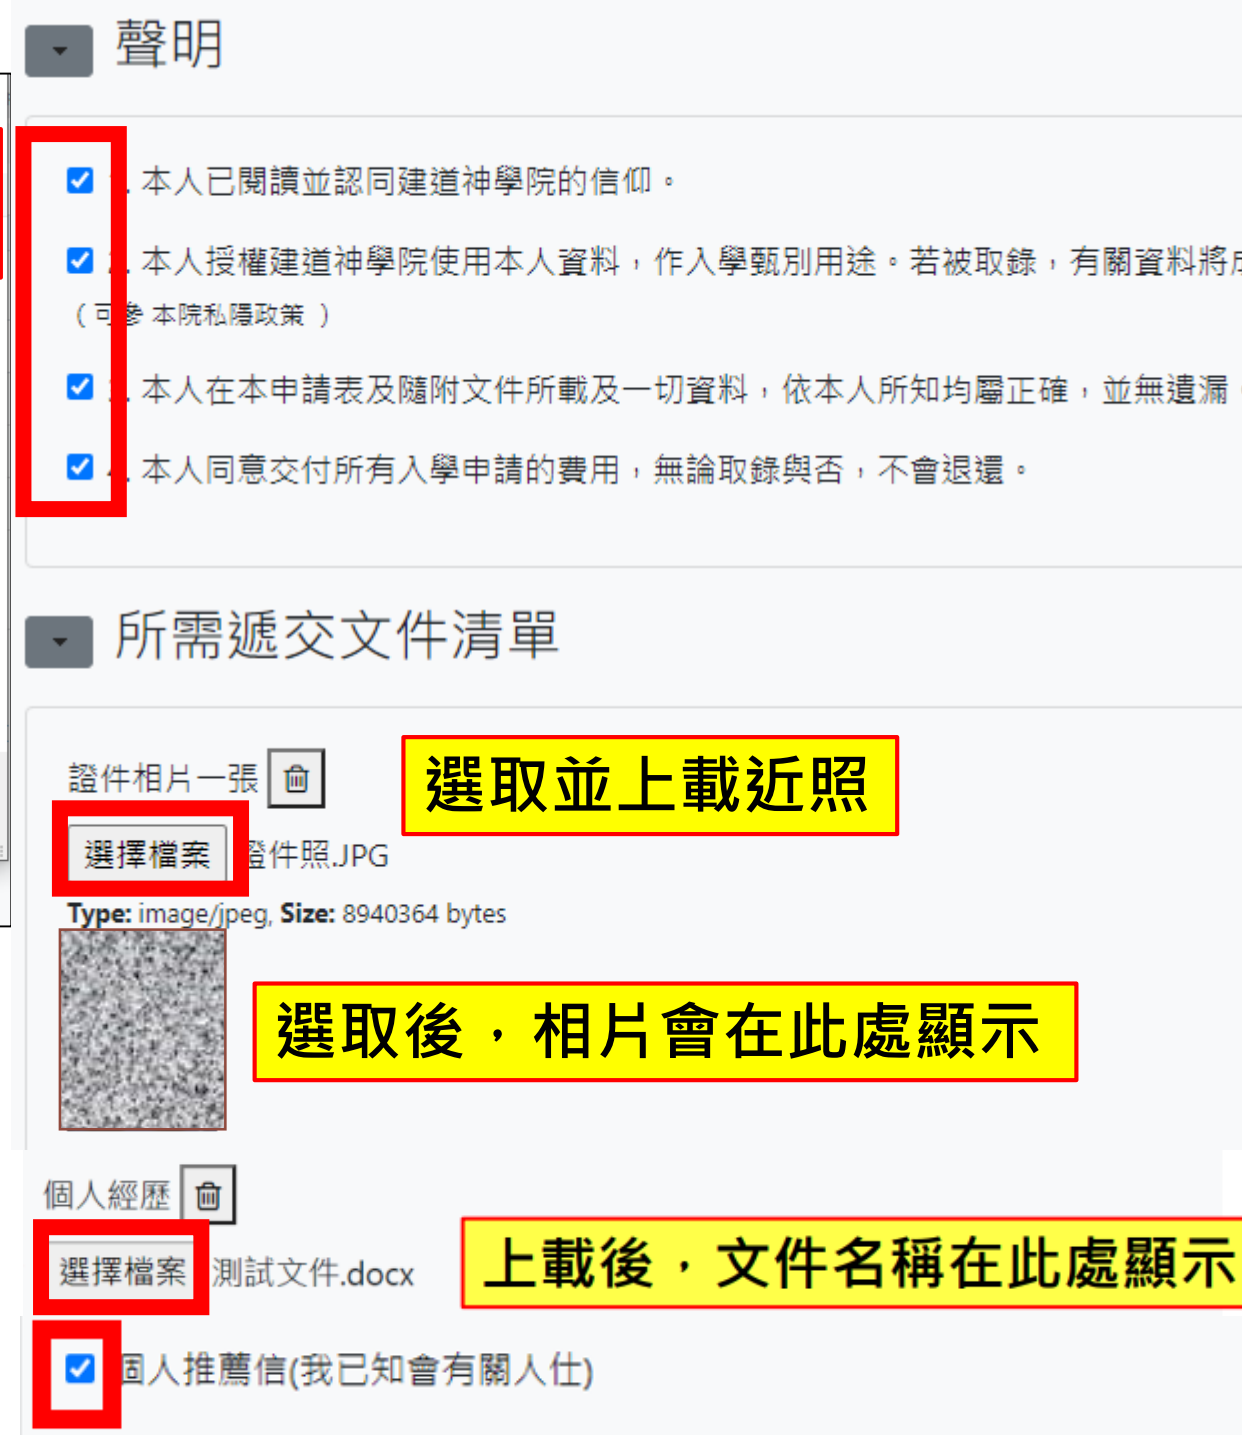 聲明
1. 本人已閱讀並認同建道神學院的信仰。
2. 本人授權建道神學院使用本人資料，作入學甄別用途。若被取錄，有關資料將
（可參 本院私隱政策 ）
3. 本人在本申請表及隨附文件所載及一切資料，依本人所知均屬正確，並無遺漏
4. 本人同意交付所有入學申請的費用，無論取錄與否，不會退還。
所需遞交文件清單
證件相片一張
選取並上載近照
選擇檔案 證件照.JPG
Type: image/jpeg, Size: 8940364 bytes
選取後，相片會在此處顯示
個人經歷
選擇檔案 測試文件.docx
上載後，文件名稱在此處顯示
個人推薦信(我已知會有關人仕)